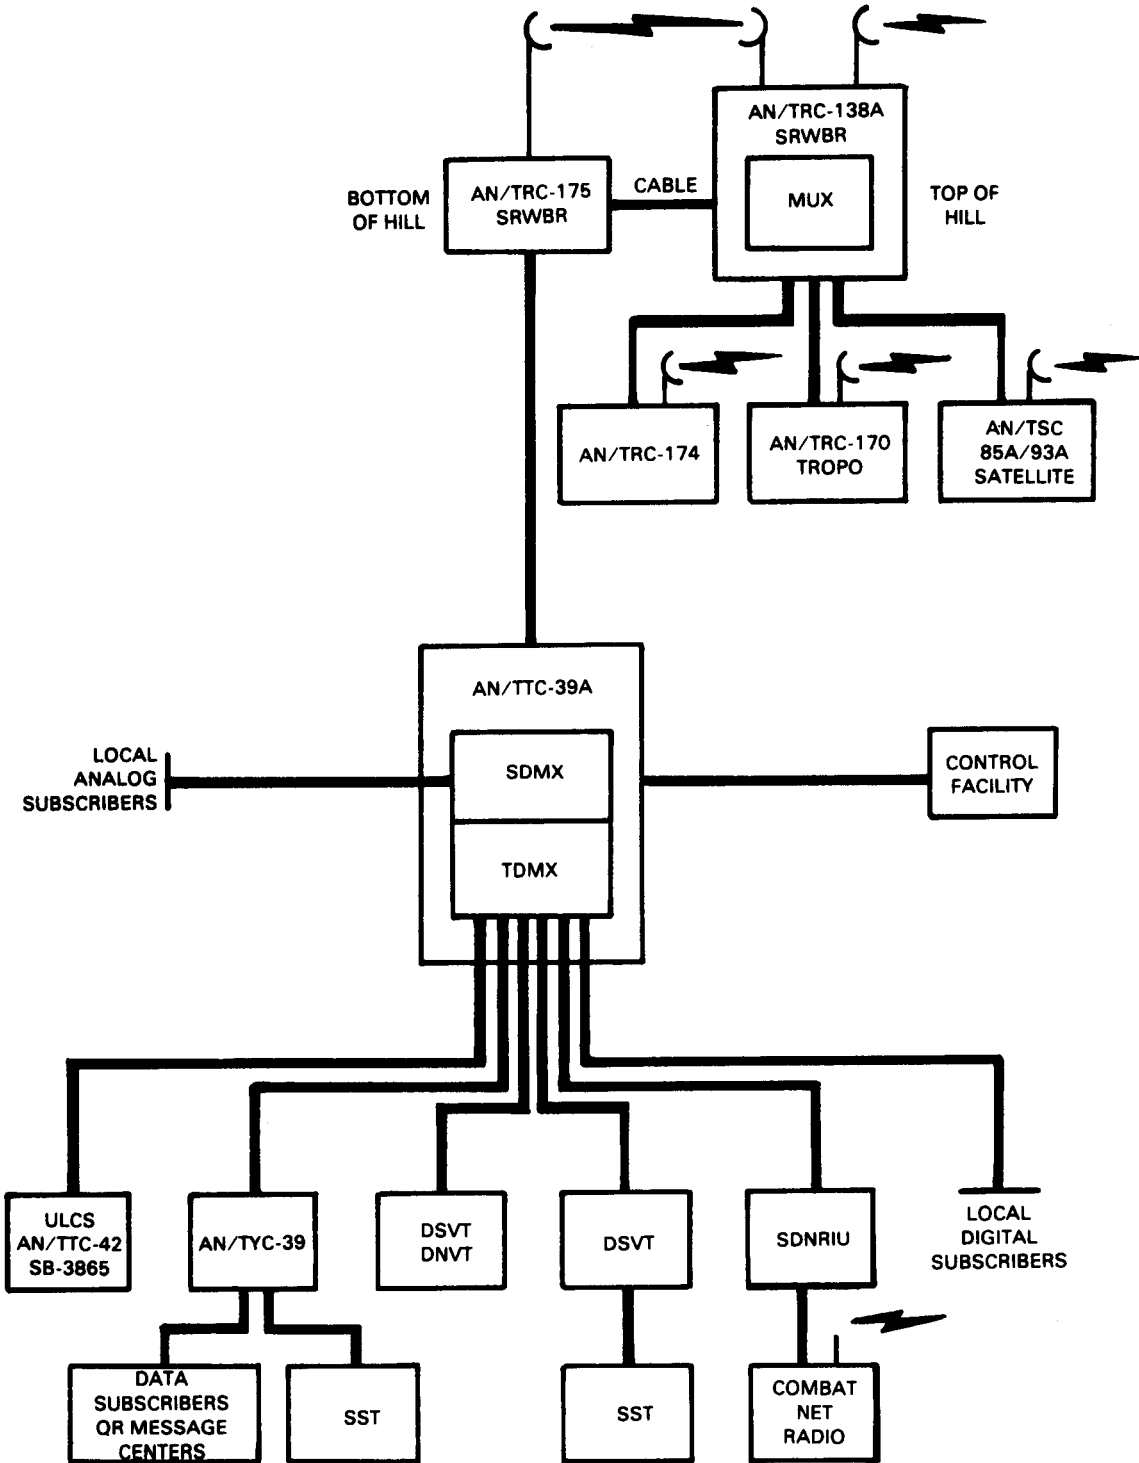 AN/TRC-138A
SRWBR
MUX
BOTTOM
OF HILL
AN/TRC-175
SRWBR
CABLE
TOP OF
HILL
AN/TRC-174
AN/TRC-170
TROPO
AN/TSC
85A/93A
SATELLITE
AN/TTC-39A
SDMX
TDMX
LOCAL
ANALOG
SUBSCRIBERS
CONTROL
FACILITY
ULCS
AN/TTC-42
SB-3865
AN/TYC-39
DSVT
DNVT
DSVT
SDNRIU
LOCAL
DIGITAL
SUBSCRIBERS
DATA
SUBSCRIBERS
OR MESSAGE
CENTERS
SST
SST
COMBAT
NET
RADIO